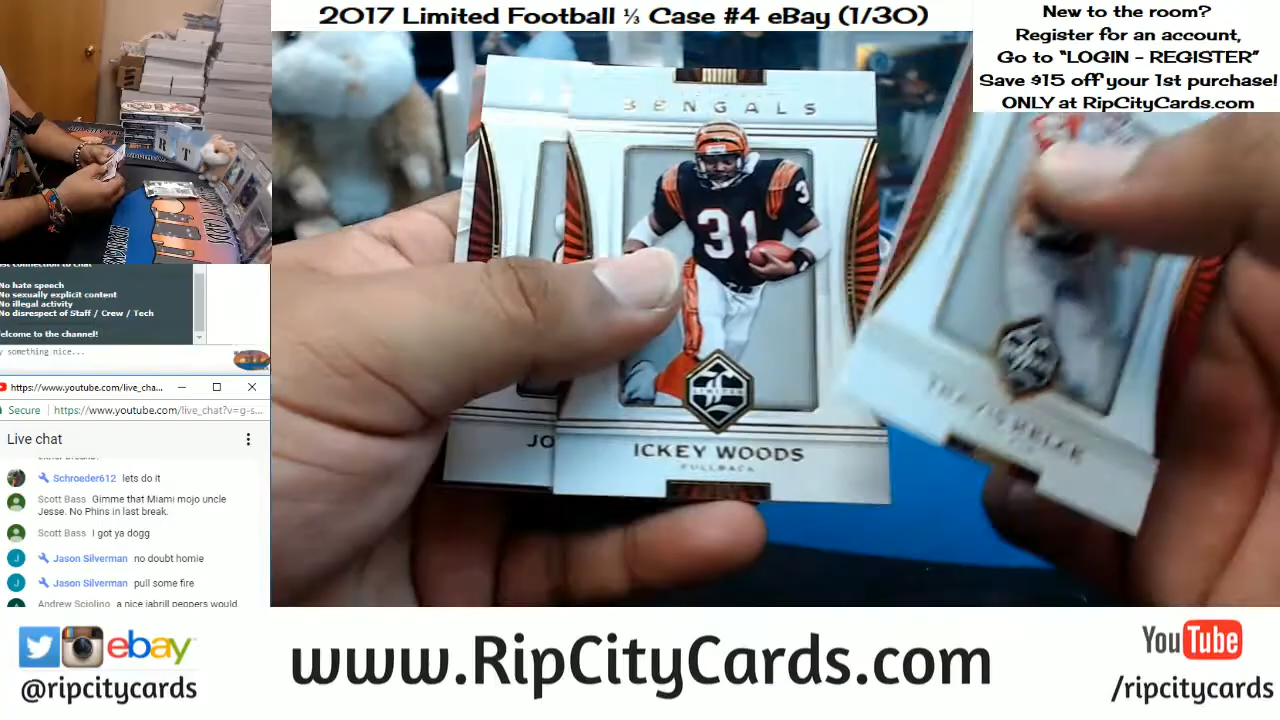 2017 Limited Football ⅓ Case #4 eBay (1/30)
New to the room?
Register for an account,
Go to “LOGIN - REGISTER”
Save $15 off your 1st purchase!
ONLY at RipCityCards.com
BENGALS
31
31
LIMITED
ICKEY WOODS
FULLBACK
JO
R T
No hate speech
No sexually explicit content
No illegal activity
No disrespect of Staff / Crew / Tech
elcome to the channel!
something nice...
https://www.youtube.com/live_cha...
Secure https://www.youtube.com/live_chat?v=g-s...
Live chat
Schroeder612 lets do it
Scott Bass Gimme that Miami mojo uncle
Jesse. No Phins in last break.
Scott Bass I got ya dogg
J Jason Silverman no doubt homie
J Jason Silverman pull some fire
Andrew Sciolino a nice jabrill peppers would
ebay
@ripcitycards
www.RipCityCards.com
YouTube
/ripcitycards